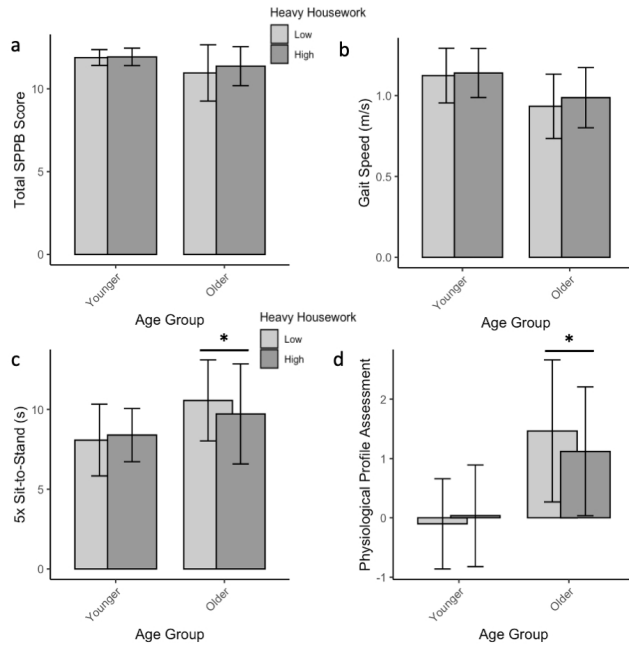 Heavy Housework
Low
High
a
Total SPPB Score
10
5
0
Younger
Older
Age Group
b
Gait Speed (m/s)
1.0
0.5
0.0
Younger
Older
Age Group
Heavy Housework
Low
High
c
*
5x Sit-to-Stand (s)
10
5
0
Younger
Older
Age Group
d
*
Physiological Profile Assessment
2
1
0
-1
Younger
Older
Age Group